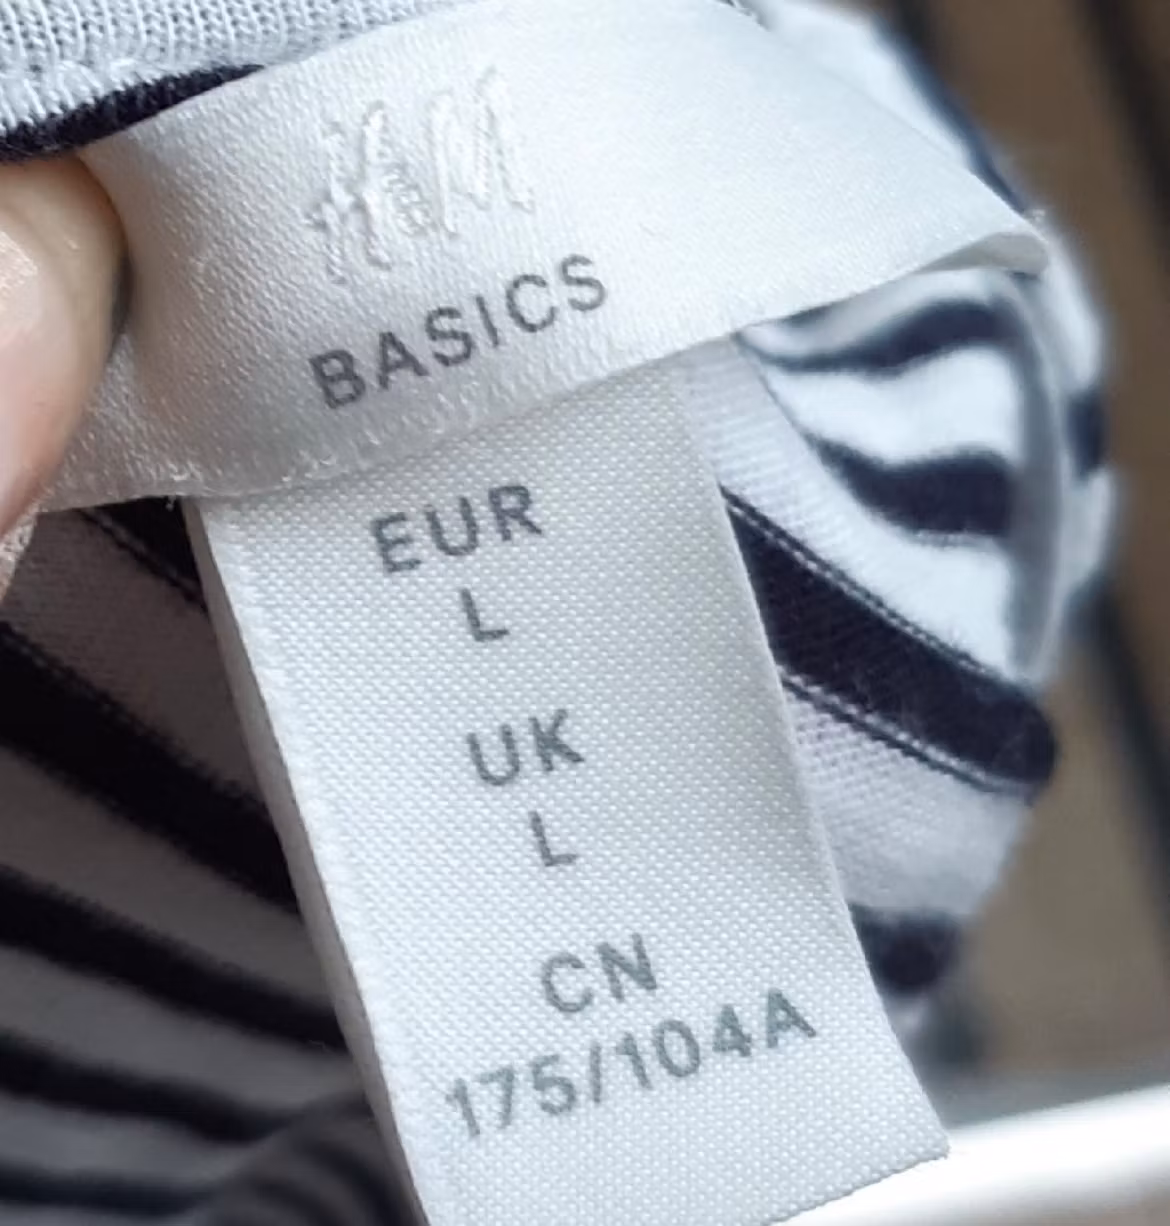 H&M
BASICS
EUR
L
UK
L
CN
175/104A